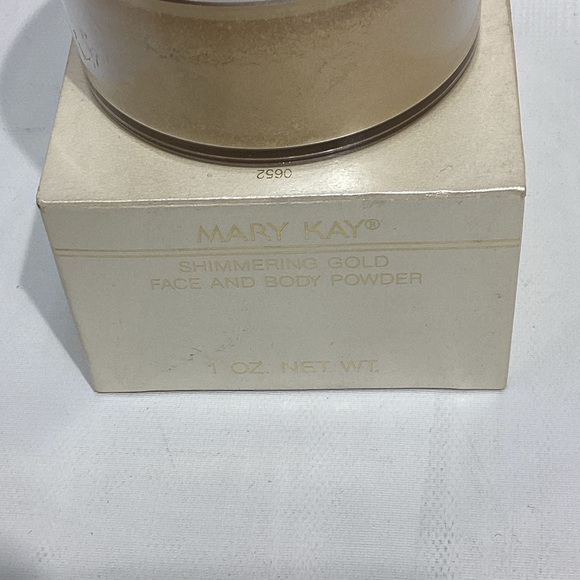 0652
MARY KAY®
SHIMMERING GOLD
FACE AND BODY POWDER
1 OZ. NET WT.